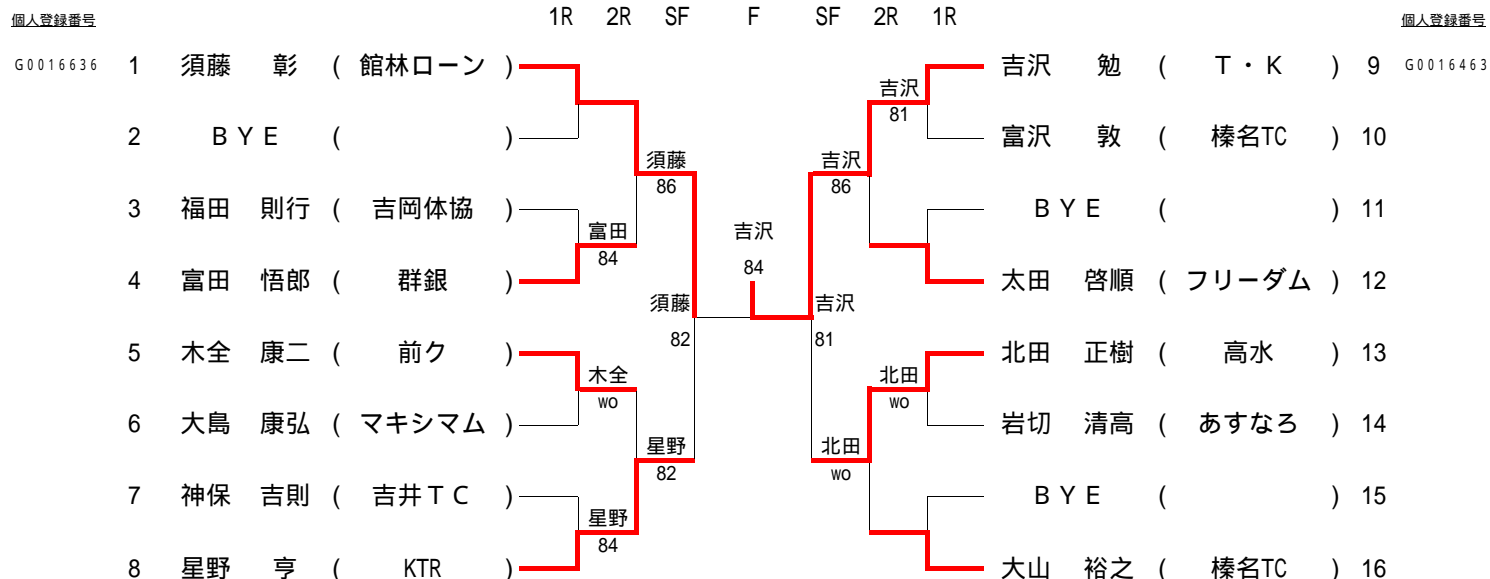 個人登録番号 1R 2R SF F SF 2R 1R 個人登録番号
G0016636 1 須藤 彰 ( 館林ローン ) 吉沢 勉 ( T・K ) 9 G0016463
吉沢
81
2 BYE ( ) 富沢 敦 ( 榛名TC ) 10
須藤 吉沢
86 86
3 福田 則行 ( 吉岡体協 ) BYE ( ) 11
富田 吉沢
84 84
4 富田 悟郎 ( 群銀 ) 太田 啓順 ( フリーダム ) 12
須藤 吉沢
82 81
5 木全 康二 ( 前ク ) 北田 正樹 ( 高水 ) 13
木全 北田
wo wo
6 大島 康弘 ( マキシマム ) 岩切 清高 ( あすなろ ) 14
星野 北田
82 wo
7 神保 吉則 ( 吉井TC ) BYE ( ) 15
星野
84
8 星野 亨 ( KTR ) 大山 裕之 ( 榛名TC ) 16